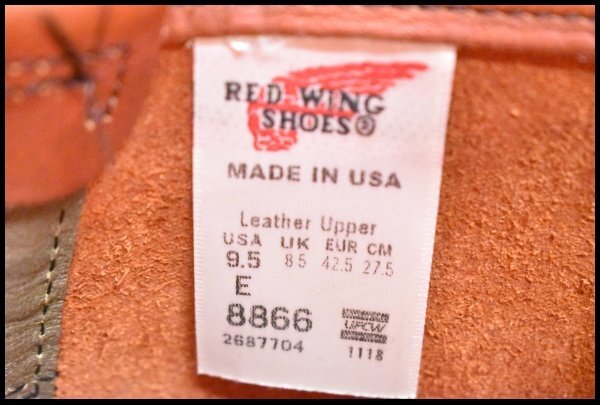 RED WING
SHOES®
MADE IN USA
Leather Upper
USA UK EUR CM
9.5 8.5 42.5 27.5
E
8866 UFCW
2687704 1118